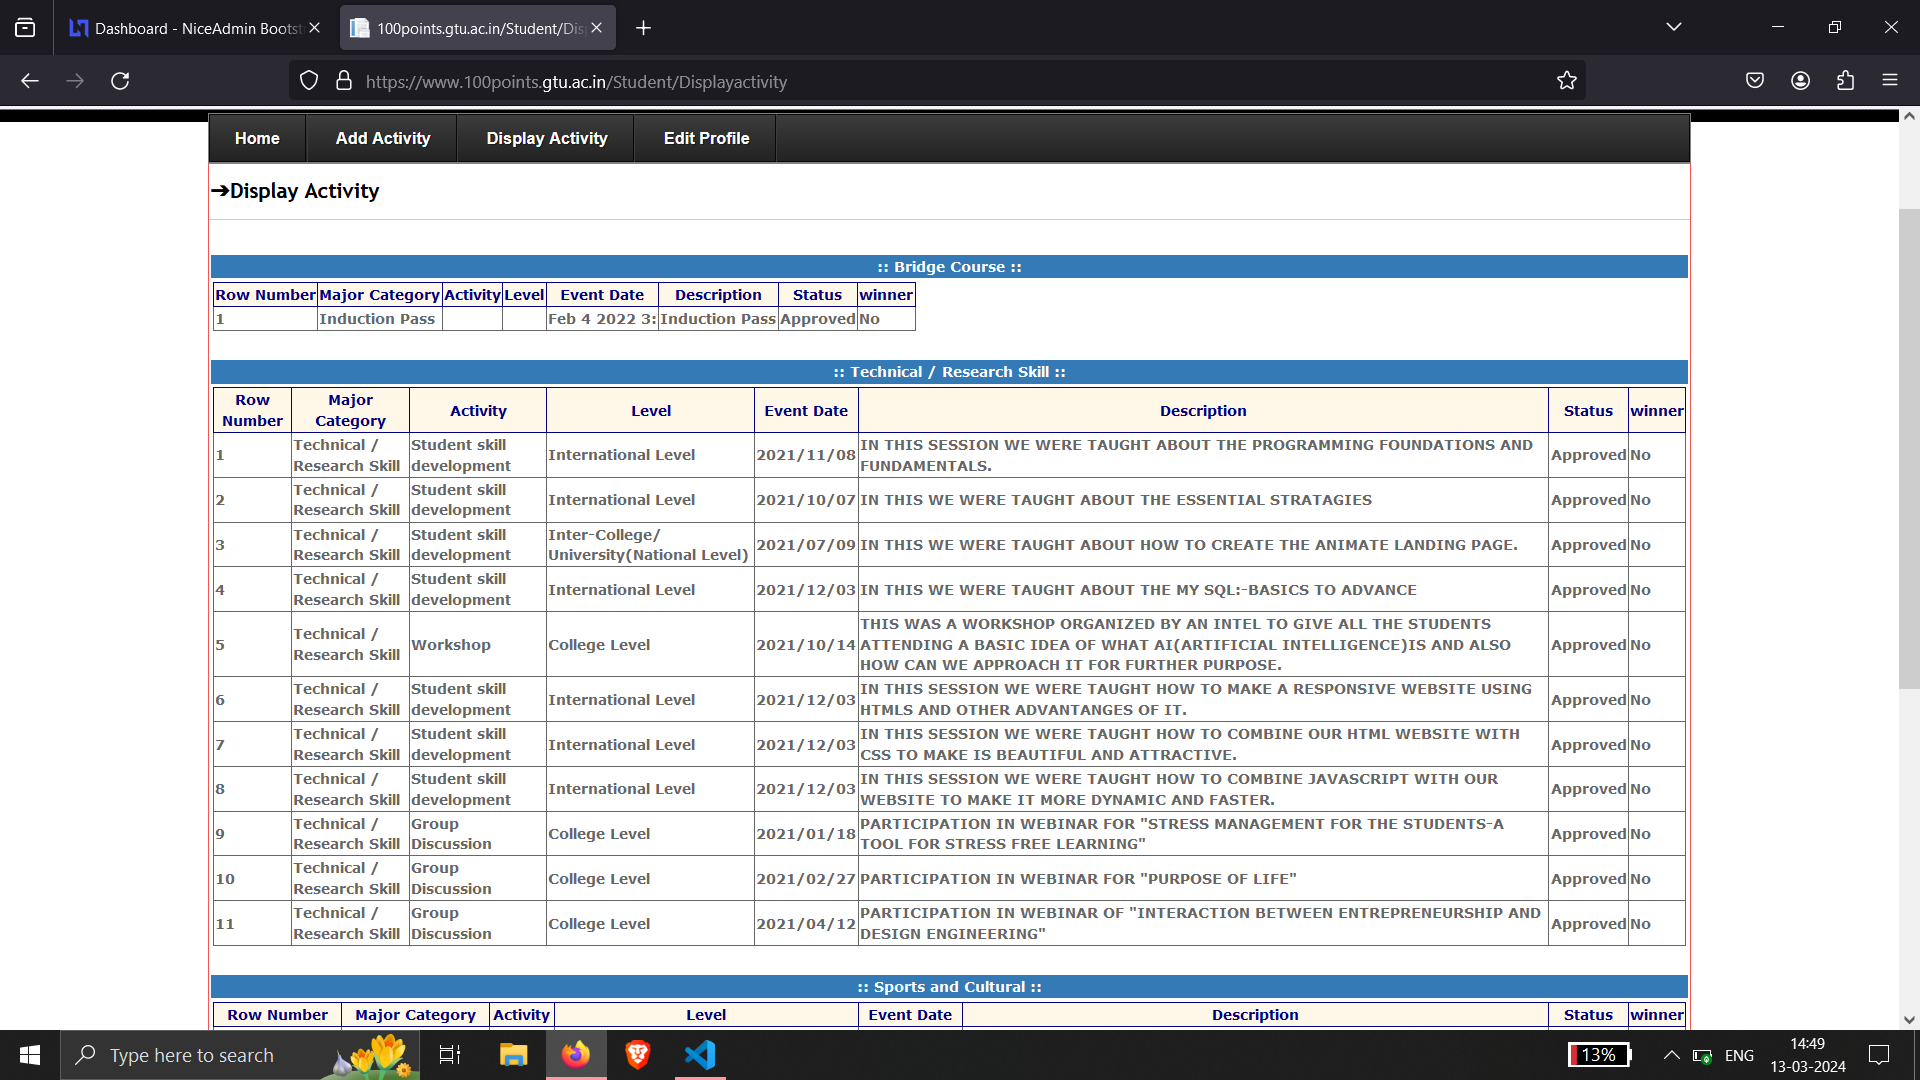 Dashboard - NiceAdmin Bootst
100points.gtu.ac.in/Student/Dis
https://www.100points.gtu.ac.in/Student/Displayactivity
Home Add Activity Display Activity Edit Profile
➔Display Activity
:: Bridge Course ::
Row Number Major Category Activity Level Event Date Description Status winner
1 Induction Pass Feb 4 2022 3: Induction Pass Approved No
:: Technical / Research Skill ::
Row Number Major Category Activity Level Event Date Description Status winner
1 Technical / Research Skill Student skill development International Level 2021/11/08 IN THIS SESSION WE WERE TAUGHT ABOUT THE PROGRAMMING FOUNDATIONS AND FUNDAMENTALS. Approved No
2 Technical / Research Skill Student skill development International Level 2021/10/07 IN THIS WE WERE TAUGHT ABOUT THE ESSENTIAL STRATAGIES Approved No
3 Technical / Research Skill Student skill development Inter-College/ University(National Level) 2021/07/09 IN THIS WE WERE TAUGHT ABOUT HOW TO CREATE THE ANIMATE LANDING PAGE. Approved No
4 Technical / Research Skill Student skill development International Level 2021/12/03 IN THIS WE WERE TAUGHT ABOUT THE MY SQL:-BASICS TO ADVANCE Approved No
5 Technical / Research Skill Workshop College Level 2021/10/14 THIS WAS A WORKSHOP ORGANIZED BY AN INTEL TO GIVE ALL THE STUDENTS ATTENDING A BASIC IDEA OF WHAT AI(ARTIFICIAL INTELLIGENCE)IS AND ALSO HOW CAN WE APPROACH IT FOR FURTHER PURPOSE. Approved No
6 Technical / Research Skill Student skill development International Level 2021/12/03 IN THIS SESSION WE WERE TAUGHT HOW TO MAKE A RESPONSIVE WEBSITE USING HTMLS AND OTHER ADVANTANGES OF IT. Approved No
7 Technical / Research Skill Student skill development International Level 2021/12/03 IN THIS SESSION WE WERE TAUGHT HOW TO COMBINE OUR HTML WEBSITE WITH CSS TO MAKE IS BEAUTIFUL AND ATTRACTIVE. Approved No
8 Technical / Research Skill Student skill development International Level 2021/12/03 IN THIS SESSION WE WERE TAUGHT HOW TO COMBINE JAVASCRIPT WITH OUR WEBSITE TO MAKE IT MORE DYNAMIC AND FASTER. Approved No
9 Technical / Research Skill Group Discussion College Level 2021/01/18 PARTICIPATION IN WEBINAR FOR "STRESS MANAGEMENT FOR THE STUDENTS-A TOOL FOR STRESS FREE LEARNING" Approved No
10 Technical / Research Skill Group Discussion College Level 2021/02/27 PARTICIPATION IN WEBINAR FOR "PURPOSE OF LIFE" Approved No
11 Technical / Research Skill Group Discussion College Level 2021/04/12 PARTICIPATION IN WEBINAR OF "INTERACTION BETWEEN ENTREPRENEURSHIP AND DESIGN ENGINEERING" Approved No
:: Sports and Cultural ::
Row Number Major Category Activity Level Event Date Description Status winner
Type here to search
13%
ENG
14:49
13-03-2024